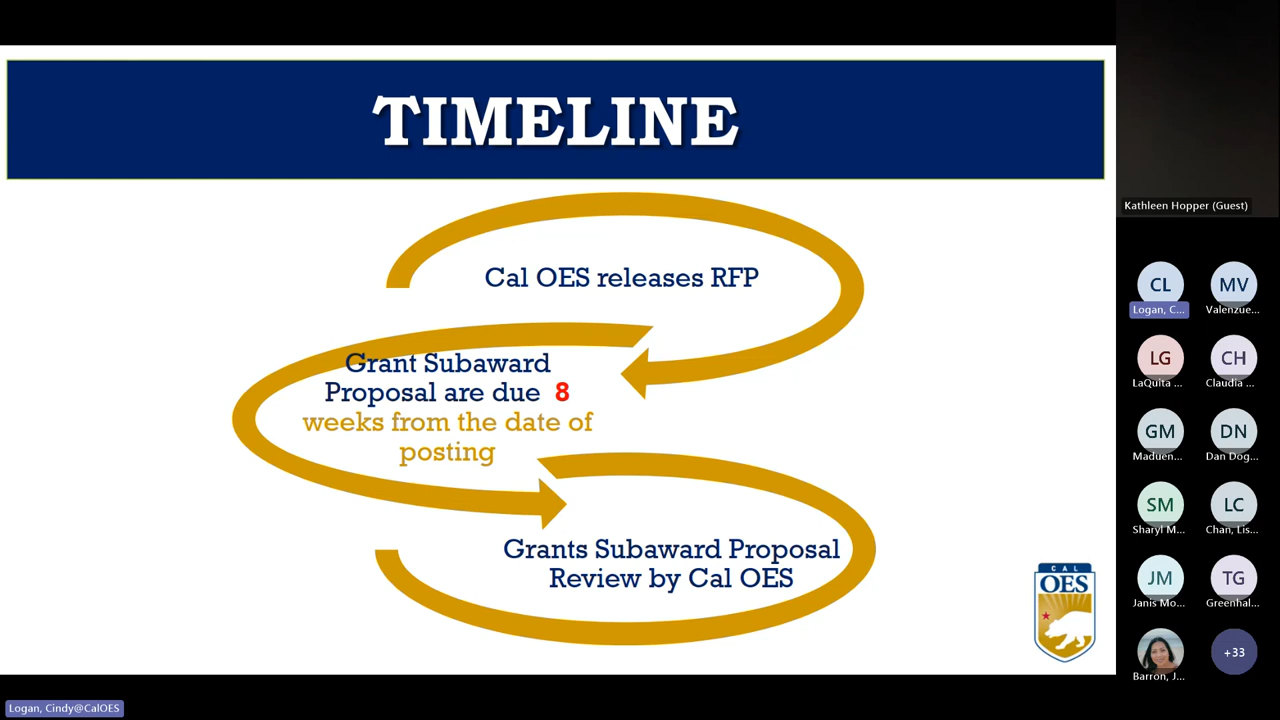 TIMELINE
Cal OES releases RFP
Grant Subaward
Proposal are due 8
weeks from the date of
posting
Grants Subaward Proposal
Review by Cal OES
CAL
OES
Kathleen Hopper (Guest)
CL
MV
Logan, C...
Valenzue...
LG
CH
LaQuita ...
Claudia ...
GM
DN
Maduen...
Dan Dog...
SM
LC
Sharyl M...
Chan, Lis...
JM
TG
Janis Mo...
Greenhal...
+33
Barron, J...
Logan, Cindy@CalOES